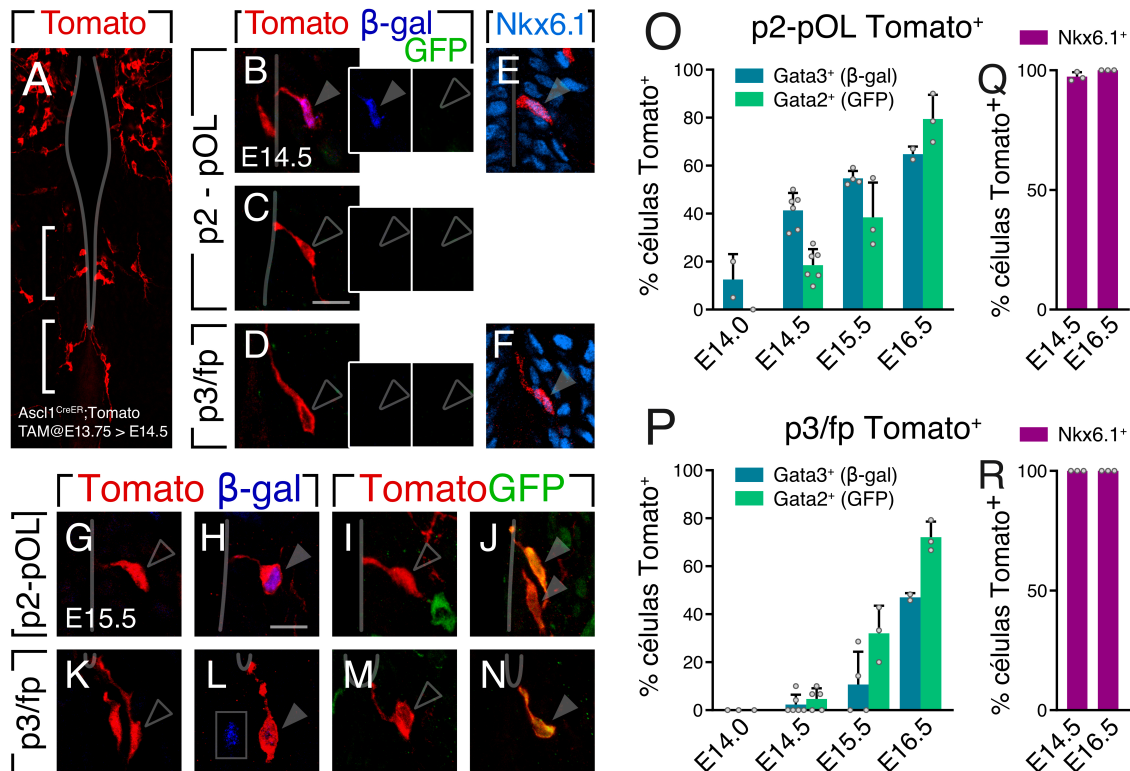 Tomato
A
Ascl1CreER;Tomato
TAM@E13.75 > E14.5
Tomato β-gal
GFP
Nkx6.1
p2 - pOL
B
E14.5
E
C
p3/fp
D
F
Tomato β-gal
Tomato GFP
p2-pOL
G
E15.5
H
I
J
p3/fp
K
L
M
N
O
p2-pOL Tomato+
Gata3+ (β-gal)
Gata2+ (GFP)
% células Tomato+
100
80
60
40
20
0
E14.0
E14.5
E15.5
E16.5
Q
Nkx6.1+
% células Tomato+
100
50
0
E14.5
E16.5
P
p3/fp Tomato+
Gata3+ (β-gal)
Gata2+ (GFP)
% células Tomato+
100
80
60
40
20
0
E14.0
E14.5
E15.5
E16.5
R
Nkx6.1+
% células Tomato+
100
50
0
E14.5
E16.5